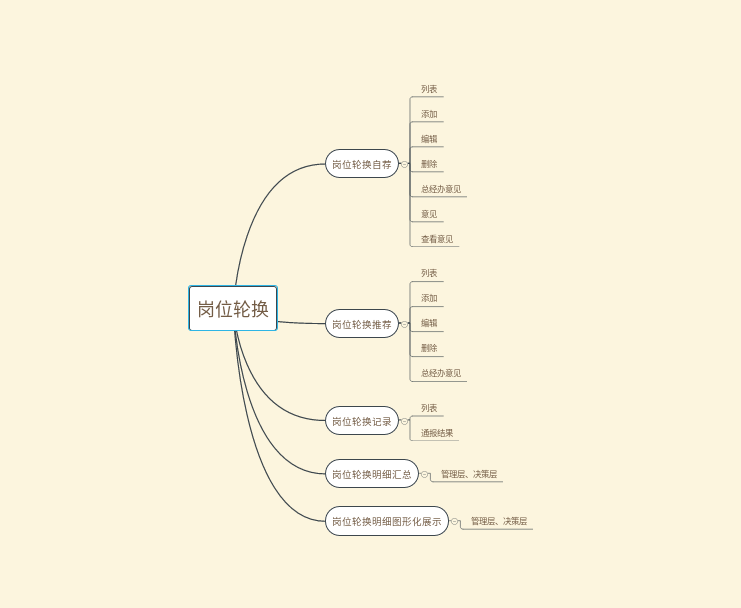 岗位轮换
岗位轮换自荐
列表
添加
编辑
删除
总经办意见
意见
查看意见
岗位轮换推荐
列表
添加
编辑
删除
总经办意见
岗位轮换记录
列表
通报结果
岗位轮换明细汇总
管理层、决策层
岗位轮换明细图形化展示
管理层、决策层